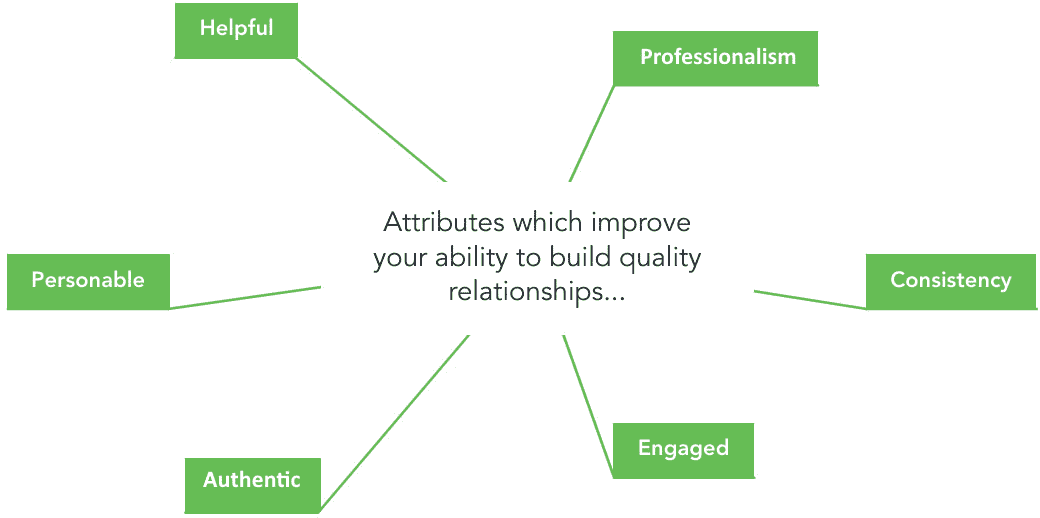 Helpful
Professionalism
Attributes which improve
your ability to build quality
relationships...
Personable
Consistency
Engaged
Authentic